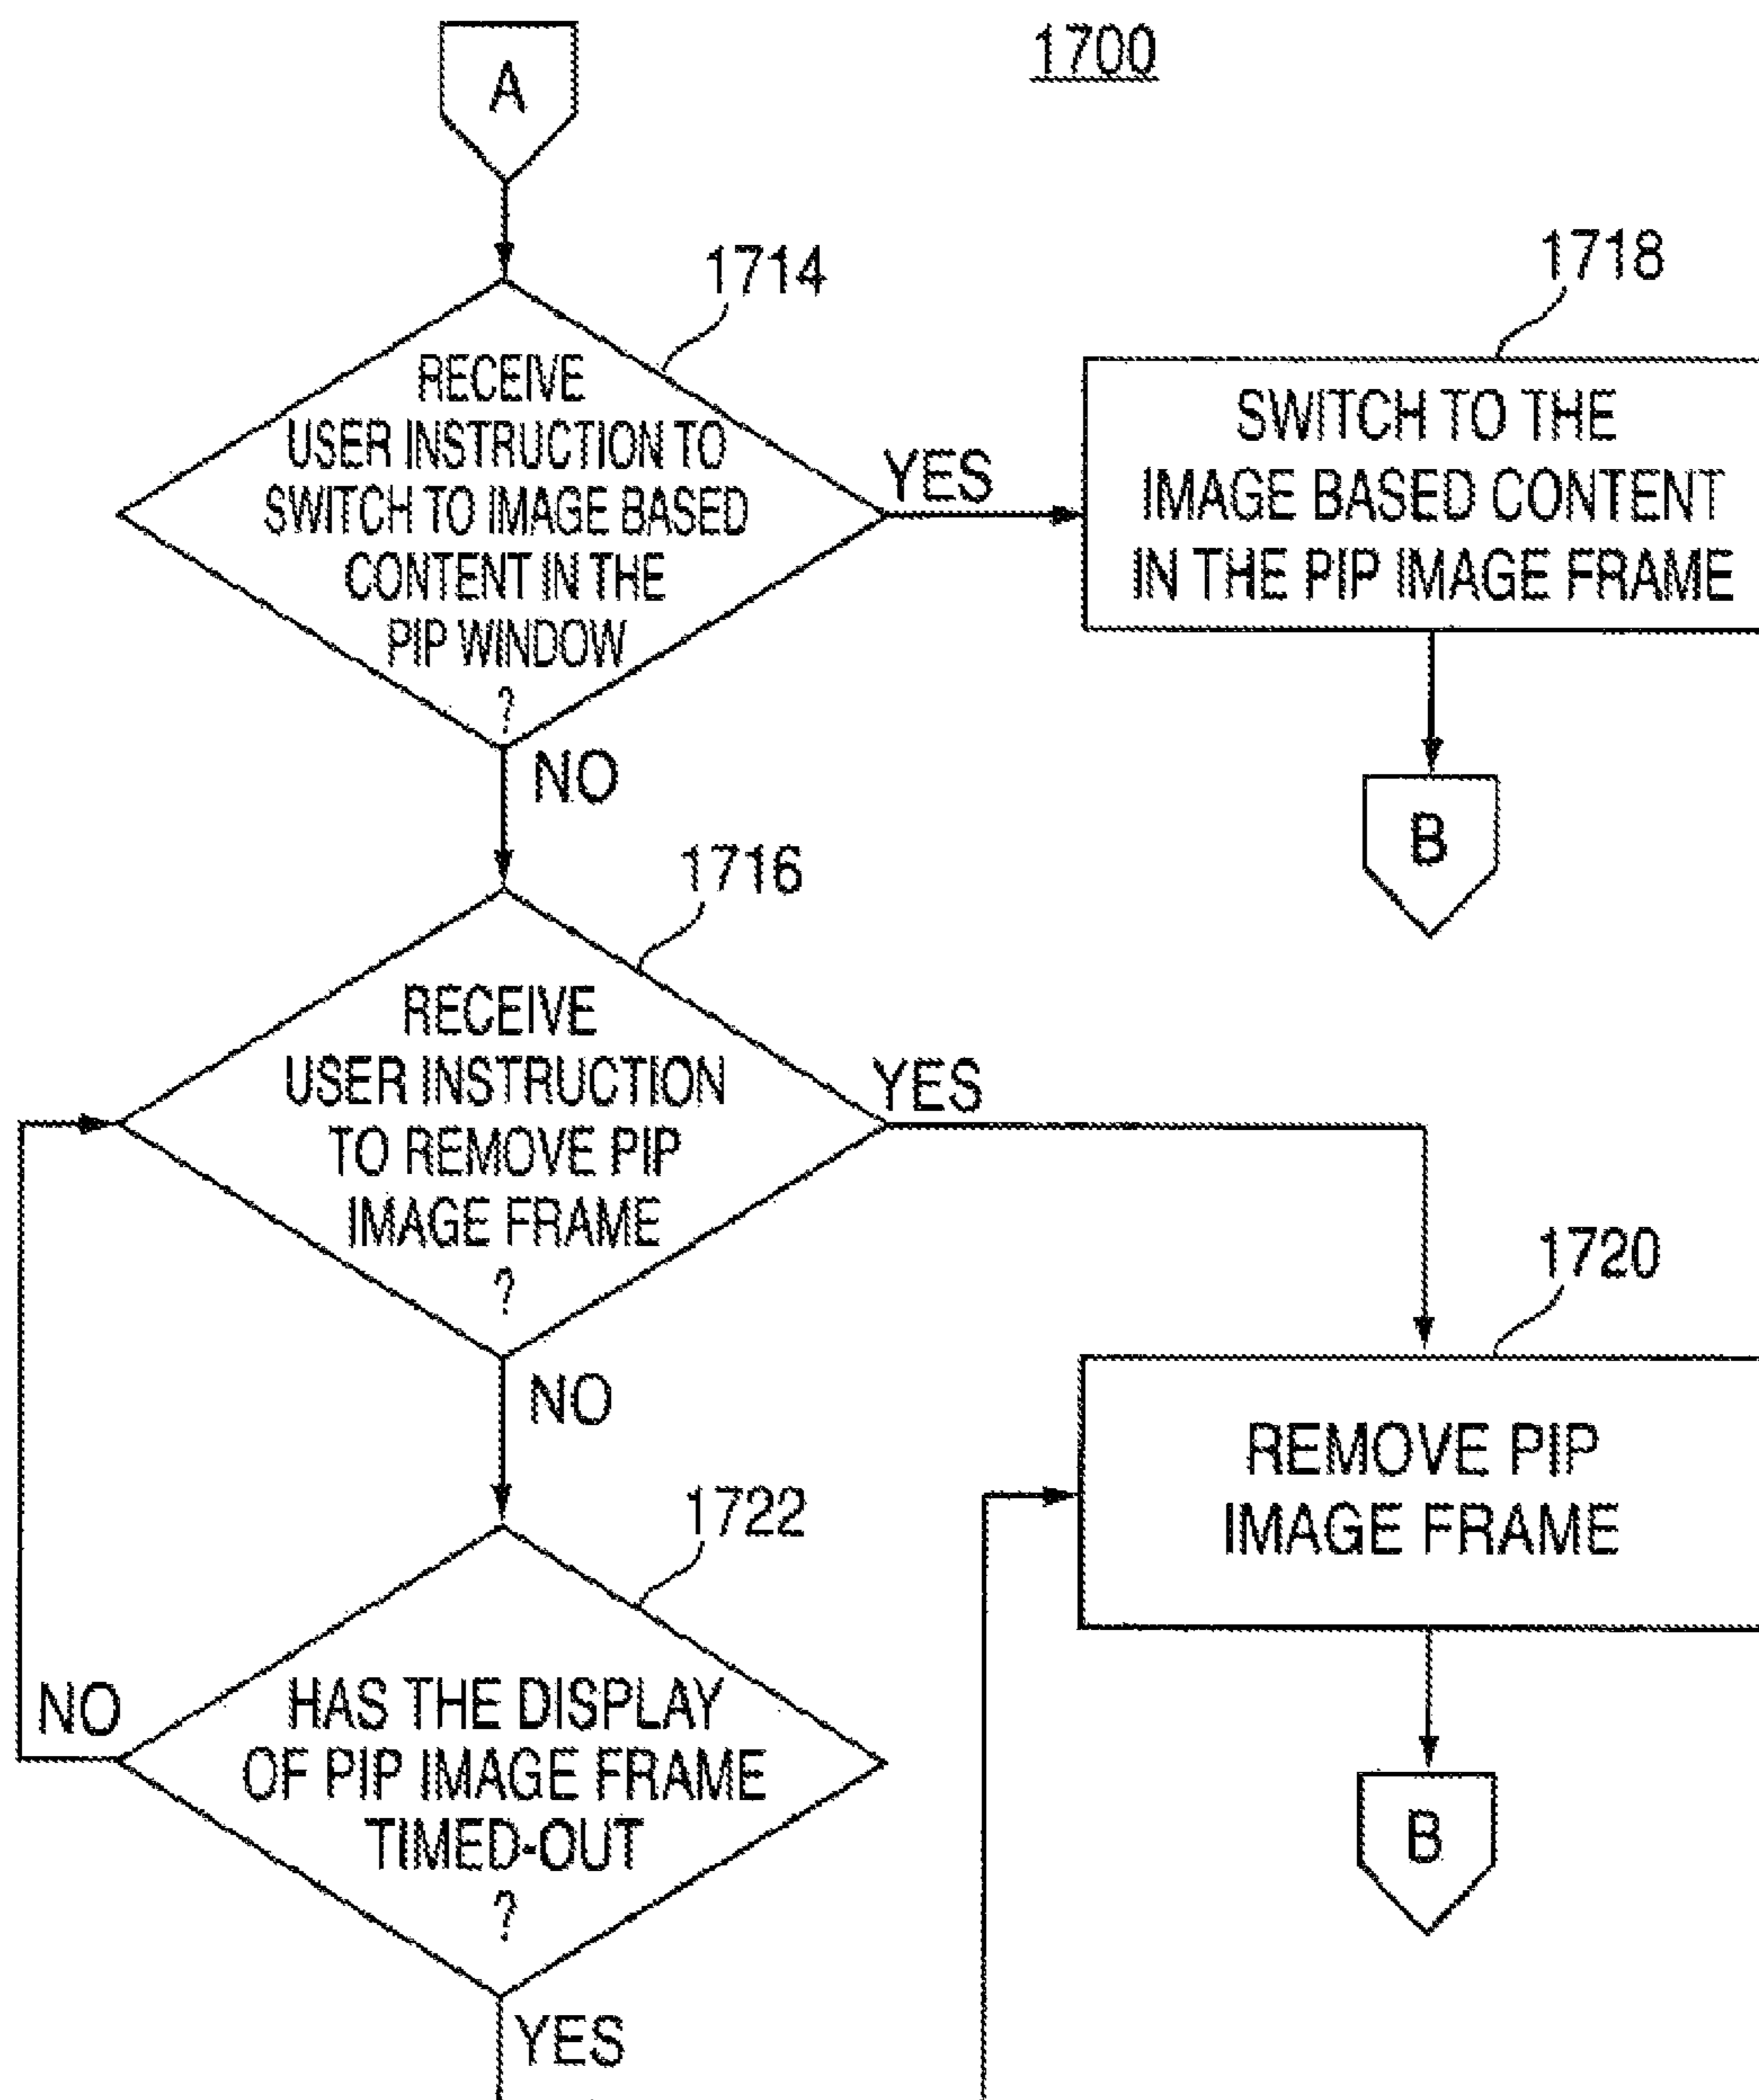 1700
A
1714
RECEIVE
USER INSTRUCTION TO
SWITCH TO IMAGE BASED
CONTENT IN THE
PIP WINDOW
?
YES
NO
1718
SWITCH TO THE
IMAGE BASED CONTENT
IN THE PIP IMAGE FRAME
B
1716
RECEIVE
USER INSTRUCTION
TO REMOVE PIP
IMAGE FRAME
?
YES
NO
1720
REMOVE PIP
IMAGE FRAME
B
1722
HAS THE DISPLAY
OF PIP IMAGE FRAME
TIMED-OUT
?
NO
YES